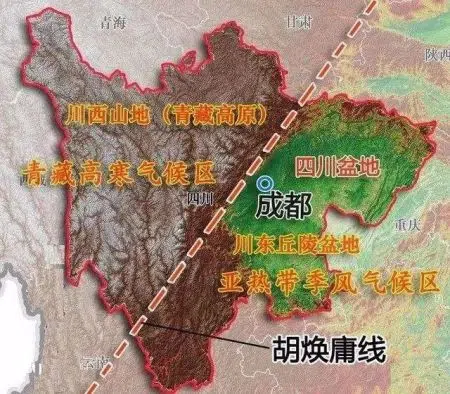 青海
甘肃
陕西
川西山地（青藏高原）
青藏高寒气候区
四川盆地
四川
成都
重庆
川东丘陵盆地
亚热带季风气候区
胡焕庸线
云南